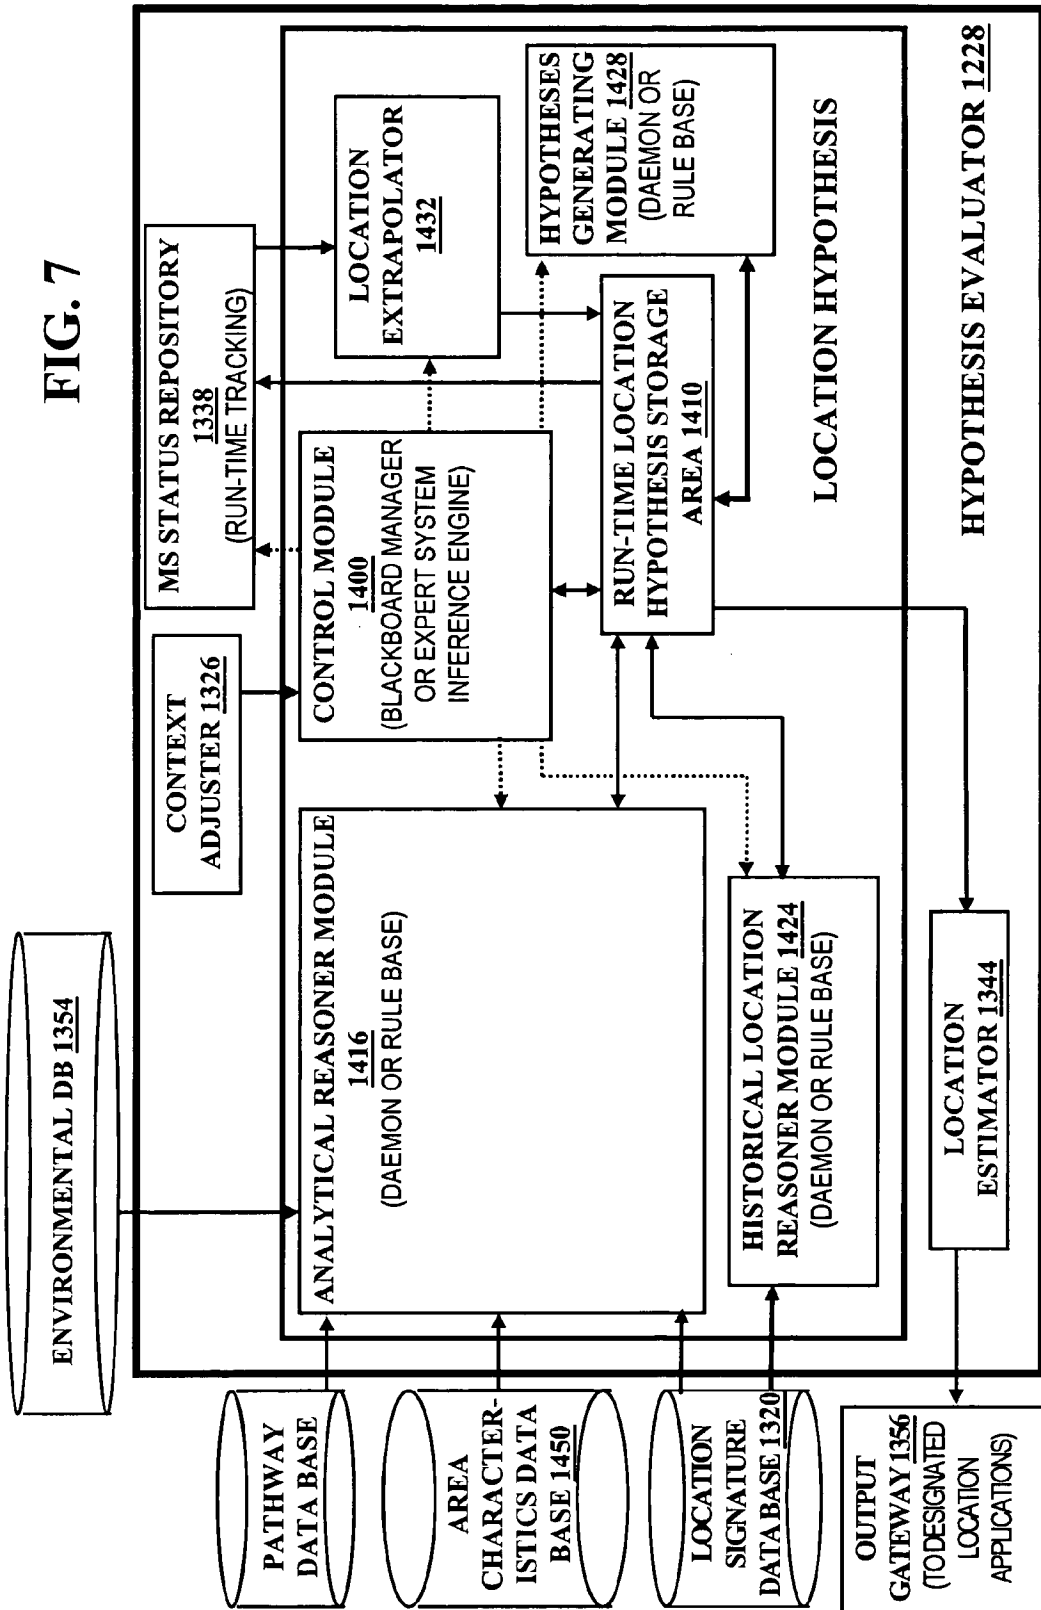 FIG. 7
ENVIRONMENTAL DB 1354
CONTEXT
ADJUSTER 1326
MS STATUS REPOSITORY
1338
(RUN-TIME TRACKING)
PATHWAY
DATA BASE
AREA
CHARACTER-
ISTICS DATA
BASE 1450
LOCATION
SIGNATURE
DATA BASE 1320
ANALYTICAL REASONER MODULE
1416
(DAEMON OR RULE BASE)
CONTROL MODULE
1400
(BLACKBOARD MANAGER
OR EXPERT SYSTEM
INFERENCE ENGINE)
LOCATION
EXTRAPOLATOR
1432
HYPOTHESES
GENERATING
MODULE 1428
(DAEMON OR
RULE BASE)
RUN-TIME LOCATION
HYPOTHESIS STORAGE
AREA 1410
HISTORICAL LOCATION
REASONER MODULE 1424
(DAEMON OR RULE BASE)
LOCATION HYPOTHESIS
OUTPUT
GATEWAY 1356
(TO DESIGNATED
LOCATION
APPLICATIONS)
LOCATION
ESTIMATOR 1344
HYPOTHESIS EVALUATOR 1228